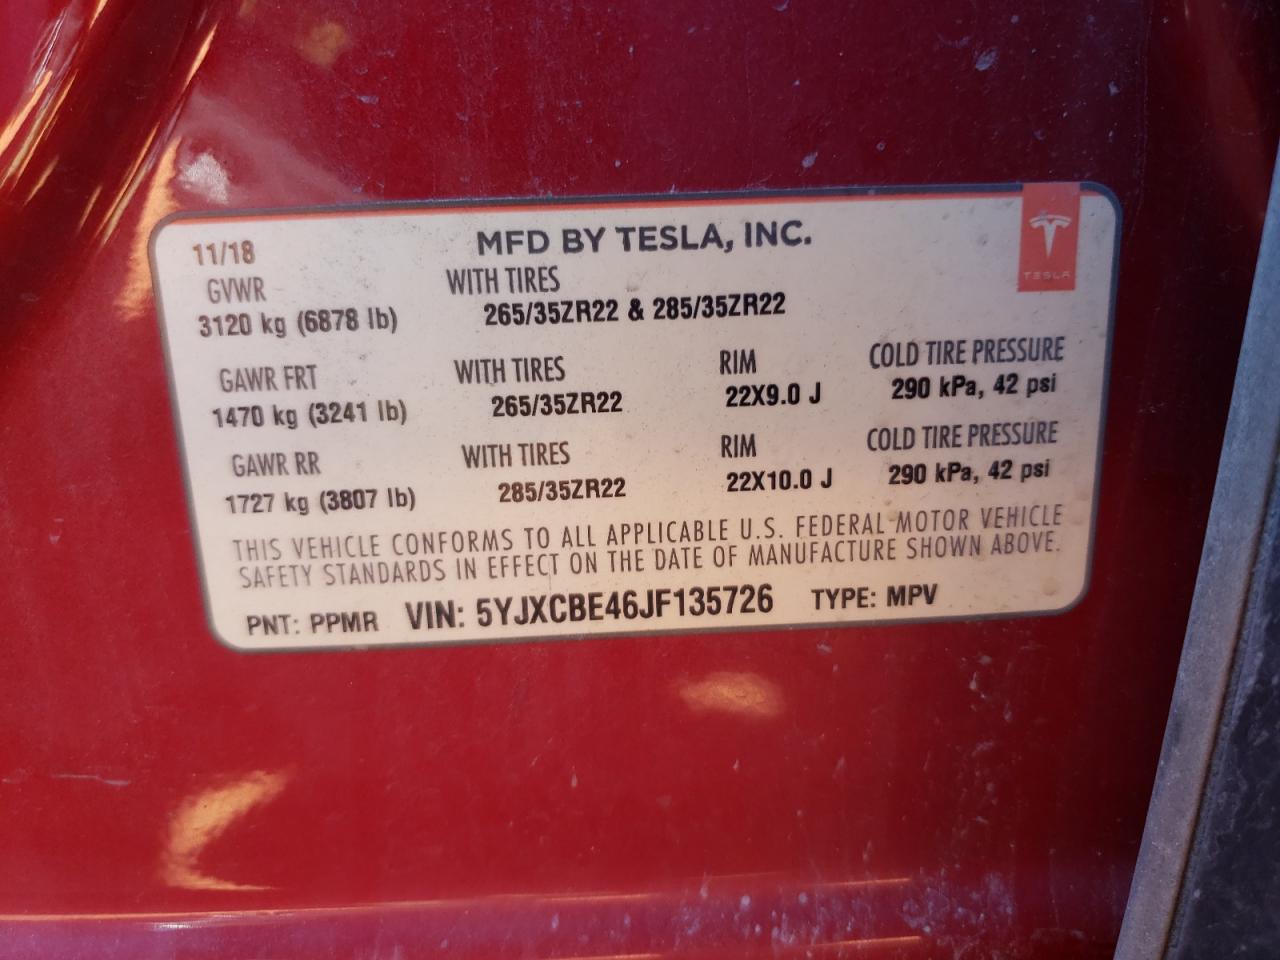 11/18 MFD BY TESLA, INC.
TESLA
GVWR WITH TIRES
3120 kg (6878 lb) 265/35ZR22 & 285/35ZR22
GAWR FRT WITH TIRES RIM COLD TIRE PRESSURE
1470 kg (3241 lb) 265/35ZR22 22X9.0 J 290 kPa, 42 psi
GAWR RR WITH TIRES RIM COLD TIRE PRESSURE
1727 kg (3807 lb) 285/35ZR22 22X10.0 J 290 kPa, 42 psi
THIS VEHICLE CONFORMS TO ALL APPLICABLE U.S. FEDERAL MOTOR VEHICLE
SAFETY STANDARDS IN EFFECT ON THE DATE OF MANUFACTURE SHOWN ABOVE.
PNT: PPMR VIN: 5YJXCBE46JF135726 TYPE: MPV